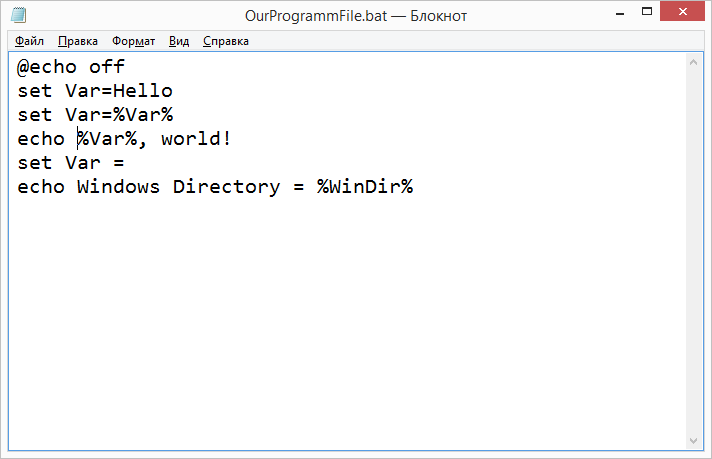 OurProgrammFile.bat — Блокнот
Файл Правка Формат Вид Справка
@echo off
set Var=Hello
set Var=%Var%
echo %Var%, world!
set Var =
echo Windows Directory = %WinDir%